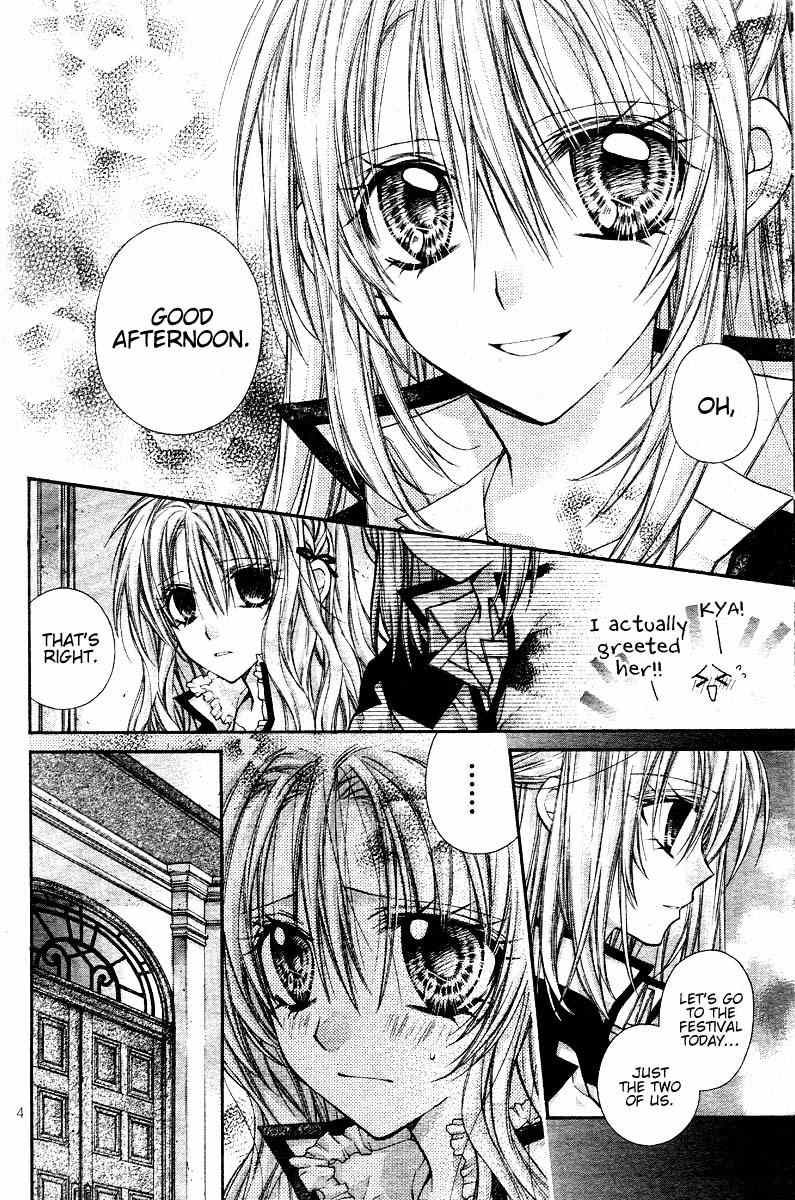 OH,
GOOD
AFTERNOON.
KYA!
I actually
greeted
her!!
THAT'S
RIGHT.
LET'S GO
TO THE
FESTIVAL
TODAY...
JUST
THE TWO
OF US.
......
4